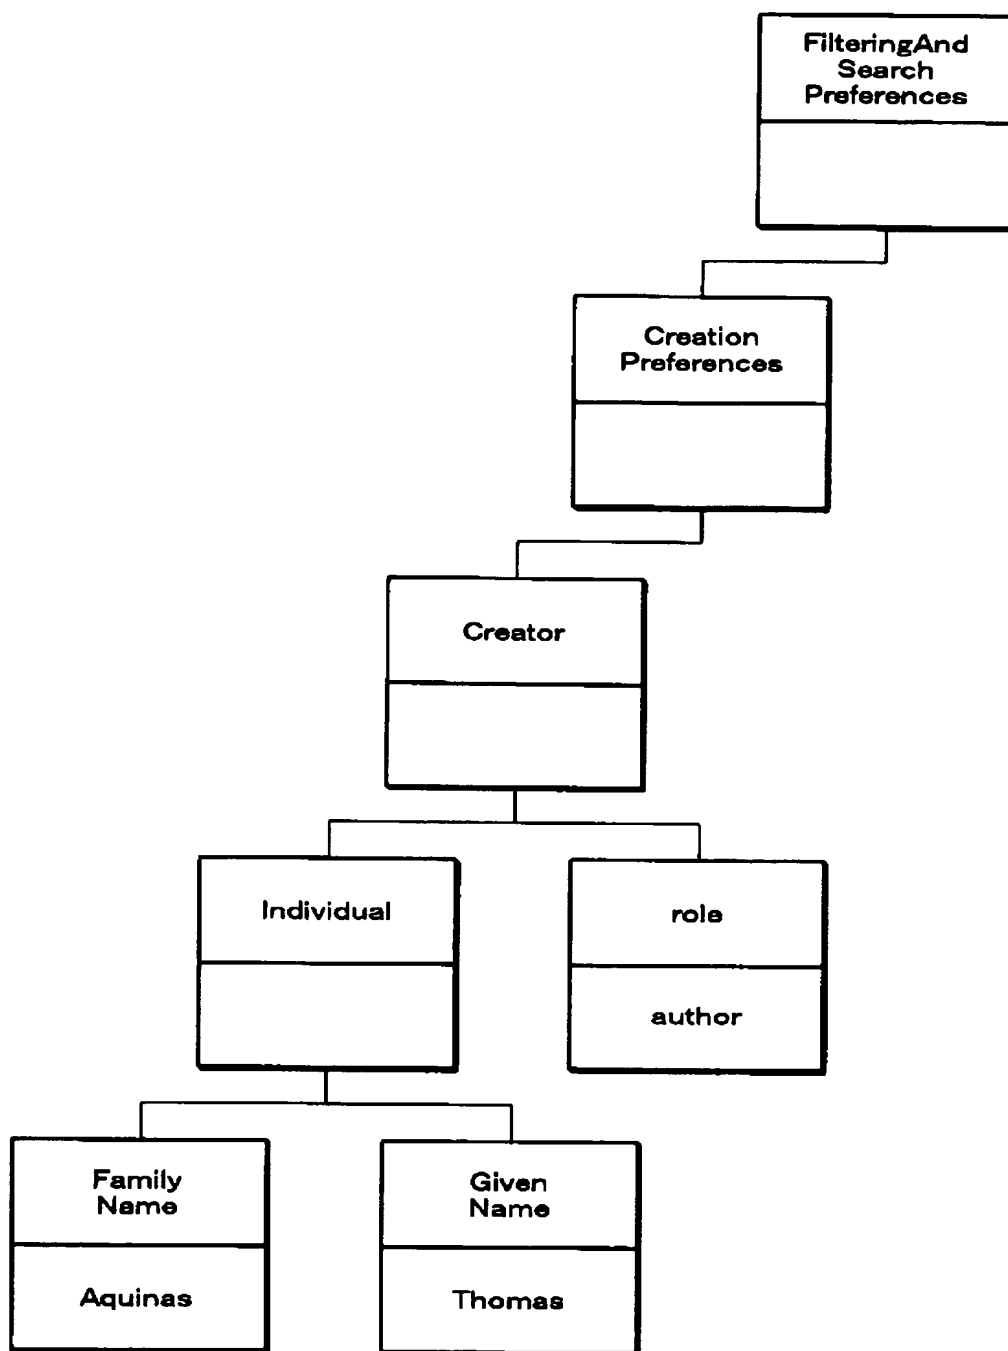 FilteringAnd
Search
Preferences
Creation
Preferences
Creator
Individual
role
author
Family
Name
Given
Name
Aquinas
Thomas